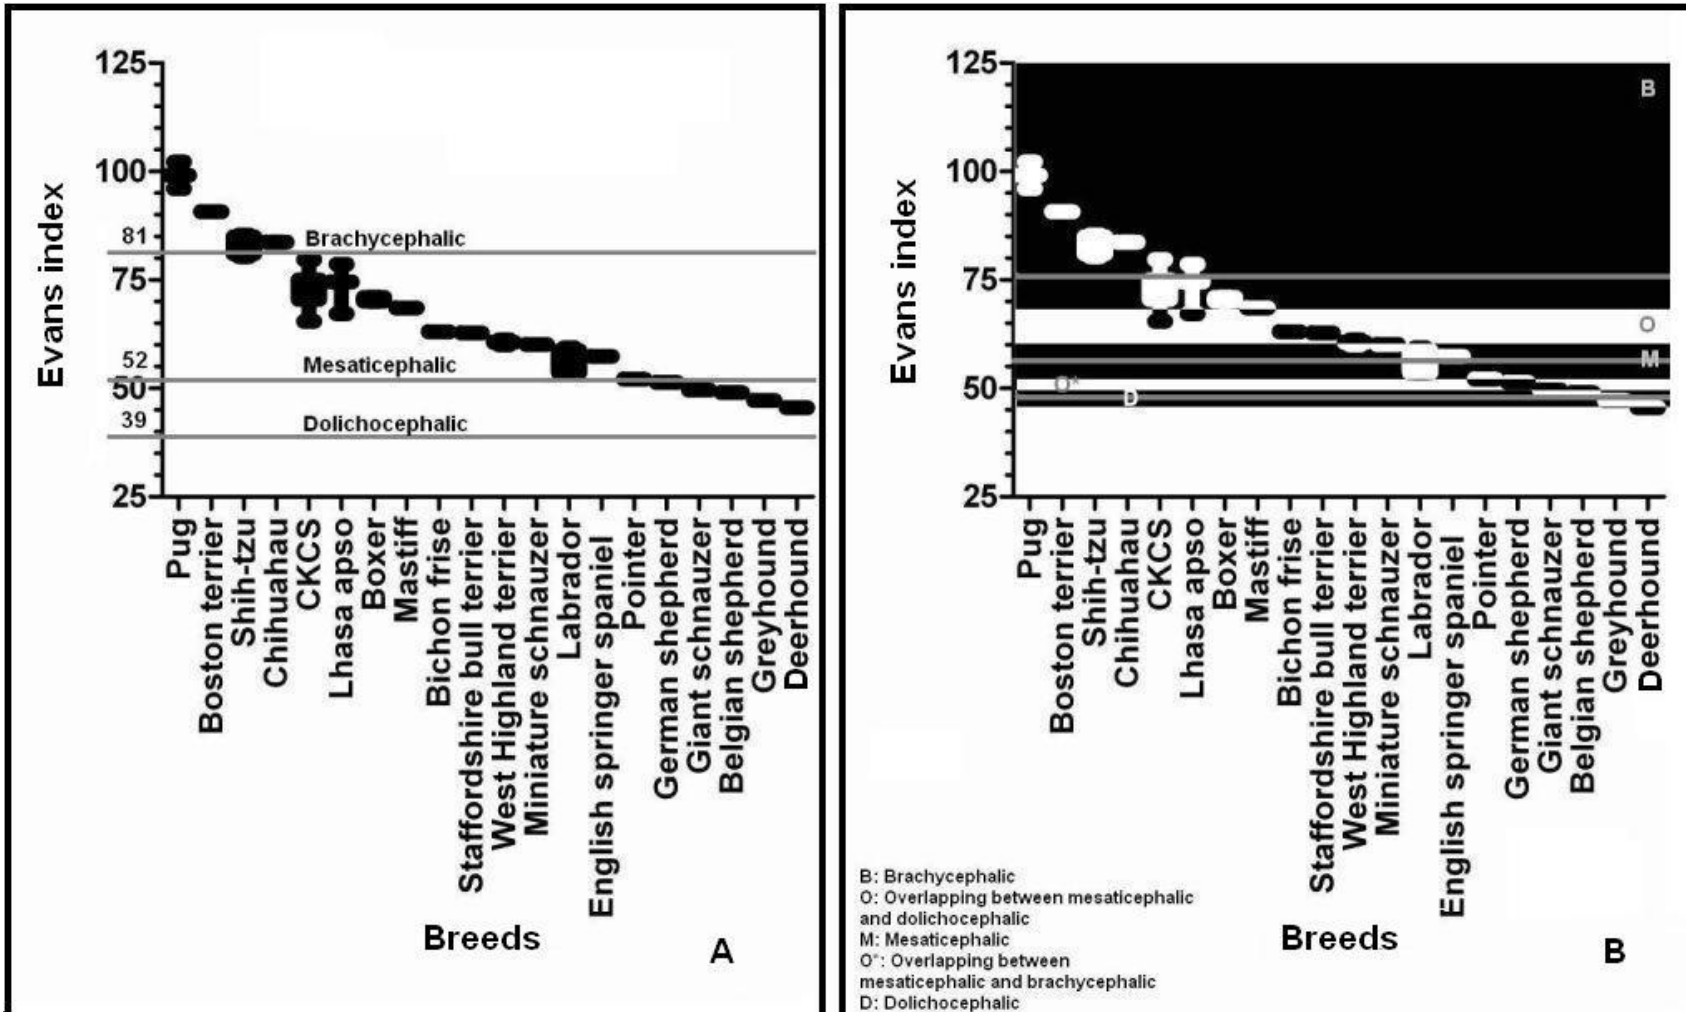 125
100
81
75
52
50
39
25
Evans index
Brachycephalic
Mesaticephalic
Dolichocephalic
Pug
Boston terrier
Shih-tzu
Chihuahau
CKCS
Lhasa apso
Boxer
Mastiff
Bichon frise
Staffordshire bull terrier
West Highland terrier
Miniature schnauzer
Labrador
English springer spaniel
Pointer
German shepherd
Giant schnauzer
Belgian shepherd
Greyhound
Deerhound
Breeds
A
125
100
75
50
25
Evans index
B
O
M
O*
D
Pug
Boston terrier
Shih-tzu
Chihuahau
CKCS
Lhasa apso
Boxer
Mastiff
Bichon frise
Staffordshire bull terrier
West Highland terrier
Miniature schnauzer
Labrador
English springer spaniel
Pointer
German shepherd
Giant schnauzer
Belgian shepherd
Greyhound
Deerhound
B: Brachycephalic
O: Overlapping between mesaticephalic
and dolichocephalic
M: Mesaticephalic
O*: Overlapping between
mesaticephalic and brachycephalic
D: Dolichocephalic
Breeds
B